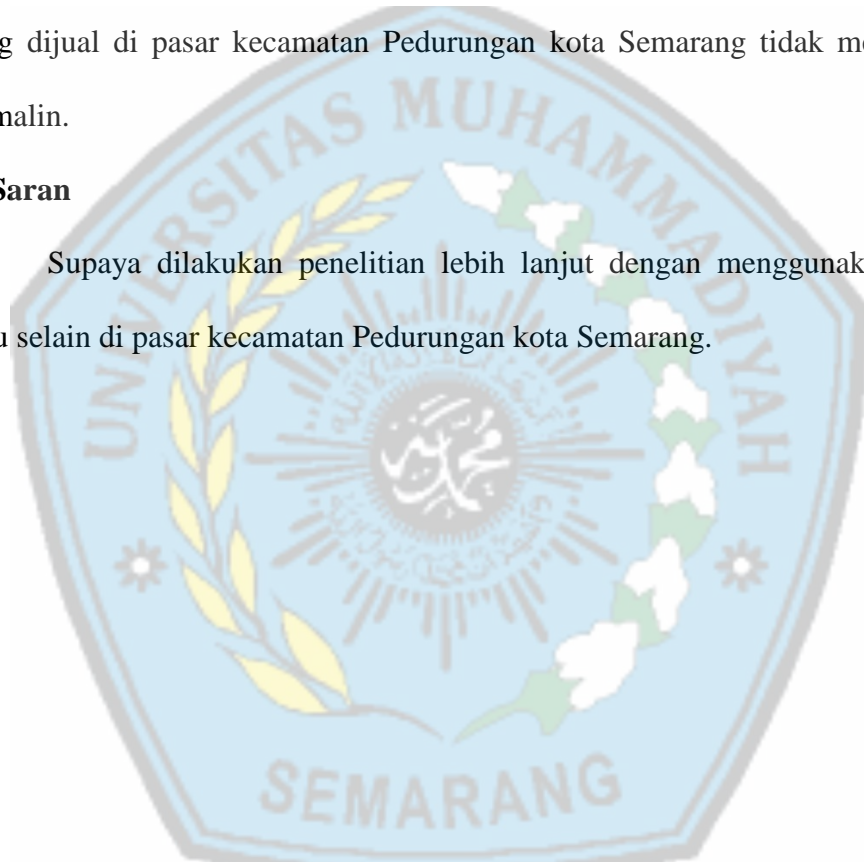 g dijual di pasar kecamatan Pedurungan kota Semarang tidak me
malin.
Saran
Supaya dilakukan penelitian lebih lanjut dengan menggunak
u selain di pasar kecamatan Pedurungan kota Semarang.
UNIVERSITAS MUHAMMADIYAH
SEMARANG